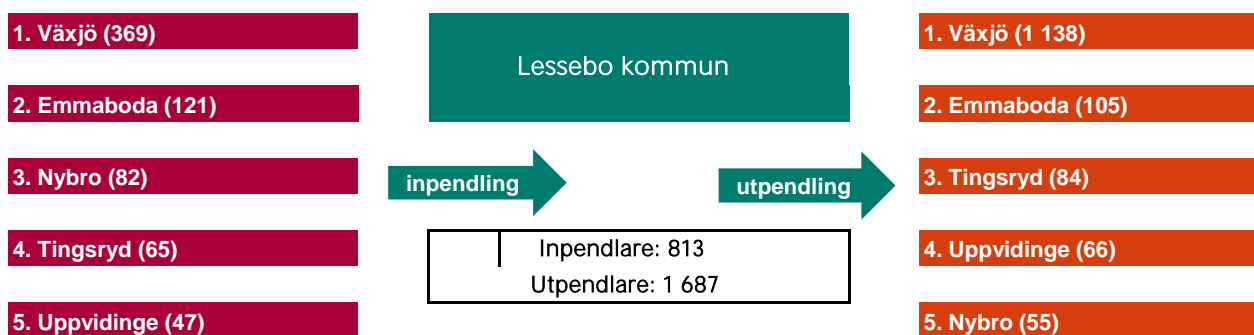 1. Växjö (369)
2. Emmaboda (121)
3. Nybro (82)
4. Tingsryd (65)
5. Uppvidinge (47)
Lessebo kommun
inpendling
utpendling
Inpendlare: 813
Utpendlare: 1 687
1. Växjö (1 138)
2. Emmaboda (105)
3. Tingsryd (84)
4. Uppvidinge (66)
5. Nybro (55)